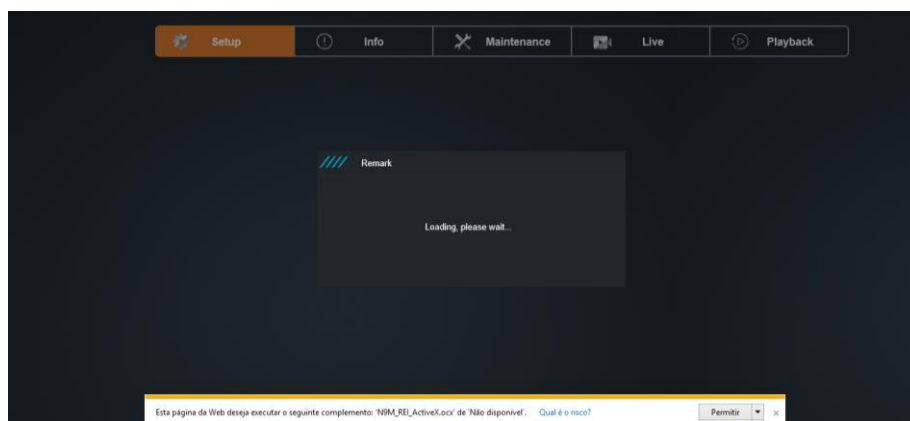 Setup Info Maintenance Live Playback
Remark
Loading, please wait...
Esta página da Web deseja executar o seguinte complemento: 'N9M_REI_ActiveX.ocx' de 'Não disponível'. Qual é o risco? Permitir